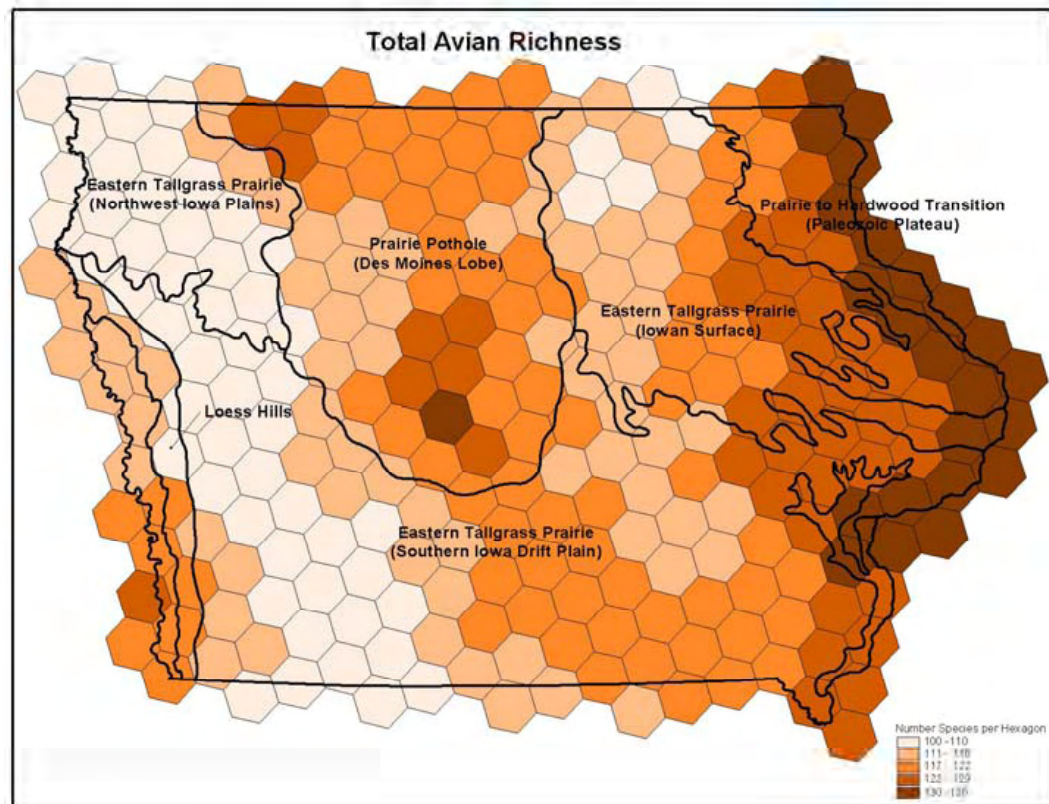 Total Avian Richness
Eastern Tallgrass Prairie
(Northwest Iowa Plains)
Prairie to Hardwood Transition
(Paleozoic Plateau)
Prairie Pothole
(Des Moines Lobe)
Eastern Tallgrass Prairie
(Iowan Surface)
Loess Hills
Eastern Tallgrass Prairie
(Southern Iowa Drift Plain)
Number Species per Hexagon
100 - 110
117 - 122